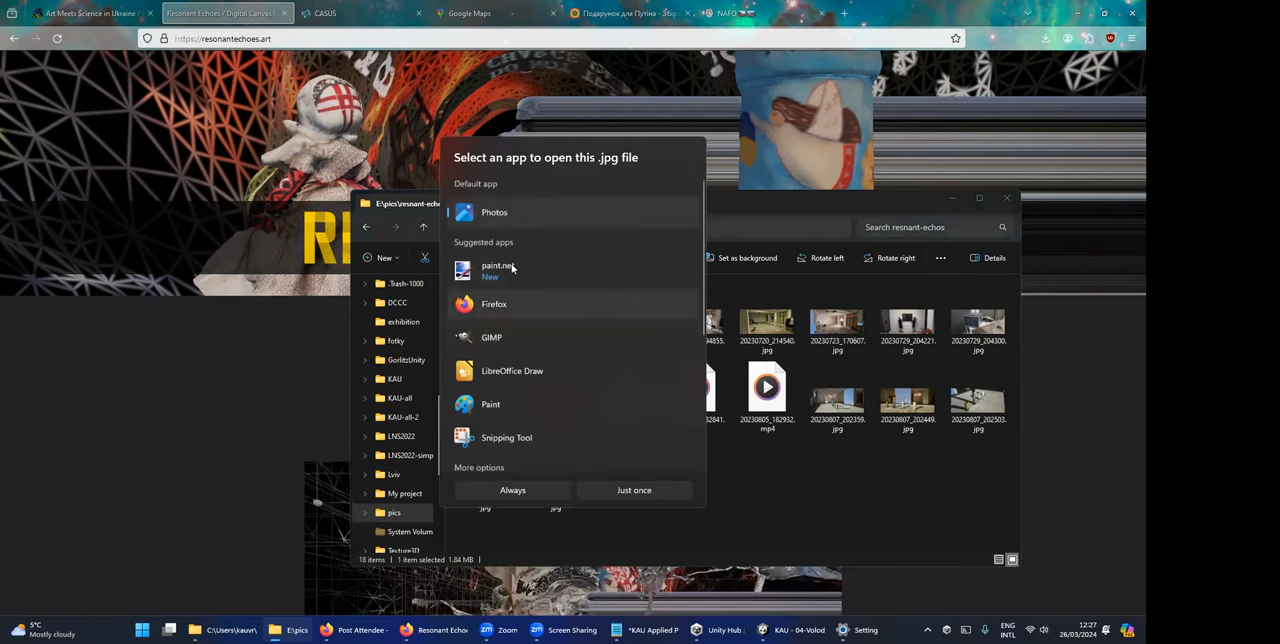 Art Meets Science in Ukraine /
Resonant Echoes / Digital Canvas
CASUS
Google Maps
Подарунок для Путіна - Збір
NAFO
https://resonantechoes.art
RE
Select an app to open this .jpg file
Default app
Photos
Suggested apps
paint.net
New
Firefox
GIMP
LibreOffice Draw
Paint
Snipping Tool
More options
Always
Just once
E:\pics\resnant-echo
Search resnant-echoes
New
Set as background
Rotate left
Rotate right
Details
.Trash-1000
DCCC
exhibition
fotky
GorlitzUnity
KAU
KAU-all
KAU-all-2
LNS2022
LNS2022-simp
Lviv
My project
pics
System Volum
Texture3D
94855.
20230720_214540.jpg
20230723_170607.jpg
20230729_204221.jpg
20230729_204300.jpg
82841.
20230805_182932.mp4
20230807_202359.jpg
20230807_202449.jpg
20230807_202503.jpg
jpg
jpg
18 items
1 item selected 1.84 MB
5°C
Mostly cloudy
C:\Users\kauvr\
E:\pics
Post Attendee -
Resonant Echo
Zoom
Screen Sharing
*KAU Applied P
Unity Hub
KAU - 04-Volod
Setting
ENG
INTL
12:27
26/03/2024